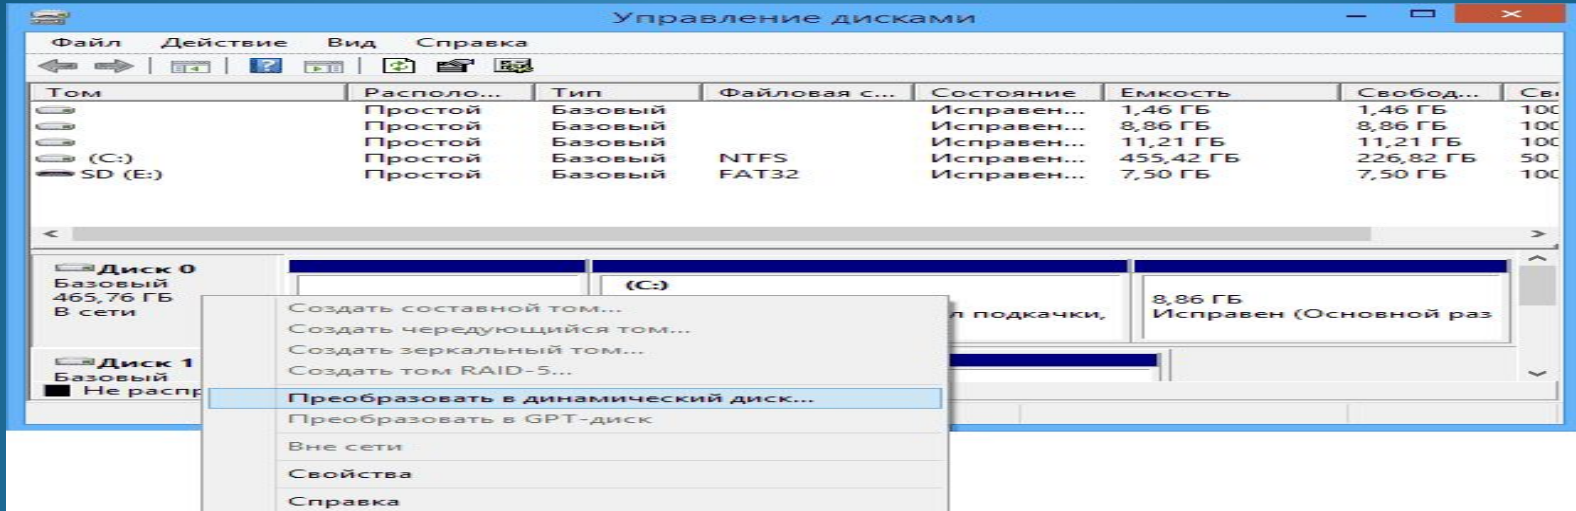 Управление дисками
Файл Действие Вид Справка
Том Располо... Тип Файловая с... Состояние Емкость Свобод...
Простой Базовый Исправен... 1,46 ГБ 1,46 ГБ
Простой Базовый Исправен... 8,86 ГБ 8,86 ГБ
Простой Базовый Исправен... 11,21 ГБ 11,21 ГБ
(C:) Простой Базовый NTFS Исправен... 455,42 ГБ 226,82 ГБ 50
SD (E:) Простой Базовый FAT32 Исправен... 7,50 ГБ 7,50 ГБ
Диск 0
Базовый
465,76 ГБ
В сети
(C:)
подкачки,
8,86 ГБ
Исправен (Основной раз
Диск 1
Базовый
Не распр
Создать составной том...
Создать чередующийся том...
Создать зеркальный том...
Создать том RAID-5...
Преобразовать в динамический диск...
Преобразовать в GPT-диск
Вне сети
Свойства
Справка